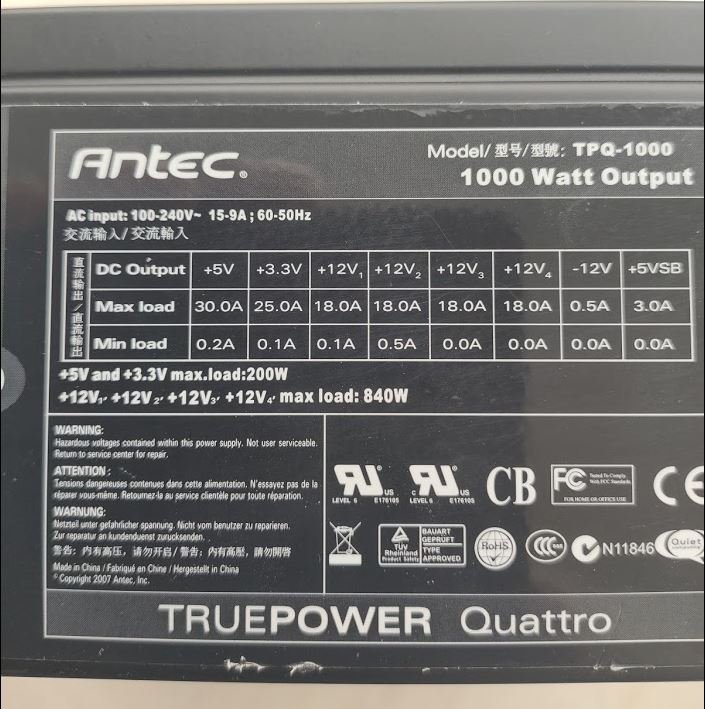 Antec®
Model/ 型号/型號: TPQ-1000
1000 Watt Output
AC input: 100-240V~ 15-9A ; 60-50Hz
交流输入/ 交流輸入
直流输出/直流輸出
DC Output +5V +3.3V +12V1 +12V2 +12V3 +12V4 -12V +5VSB
Max load 30.0A 25.0A 18.0A 18.0A 18.0A 18.0A 0.5A 3.0A
Min load 0.2A 0.1A 0.1A 0.5A 0.0A 0.0A 0.0A 0.0A
+5V and +3.3V max.load:200W
+12V1, +12V2, +12V3, +12V4, max load: 840W
WARNING:
Hazardous voltages contained within this power supply. Not user serviceable.
Return to service center for repair.
ATTENTION :
Tensions dangereuses contenues dans cette alimentation. N'essayez pas de la
réparer vous-même. Retournez-la au service clientèle pour toute réparation.
WARNUNG:
Netzteil unter gefahrlicher spannung. Nicht vom benutzer zu reparieren.
Zur reparatur an kundendienst zurucksenden.
警告: 内有高压, 请勿开启 / 警告: 內有高壓, 請勿開啓
Made in China / Fabriqué en Chine / Hergestellt in China
© Copyright 2007 Antec, Inc.
RU US
LEVEL 6 E176105
c RU US
LEVEL 6 E176105
CB
FC Tested To Comply
With FCC Standards
FOR HOME OR OFFICE USE
CE
TÜV
Rheinland
Product Safety
BAUART
GEPRÜFT
TYPE
APPROVED
RoHS
CCC
N11846
Quiet
computing
TRUEPOWER Quattro